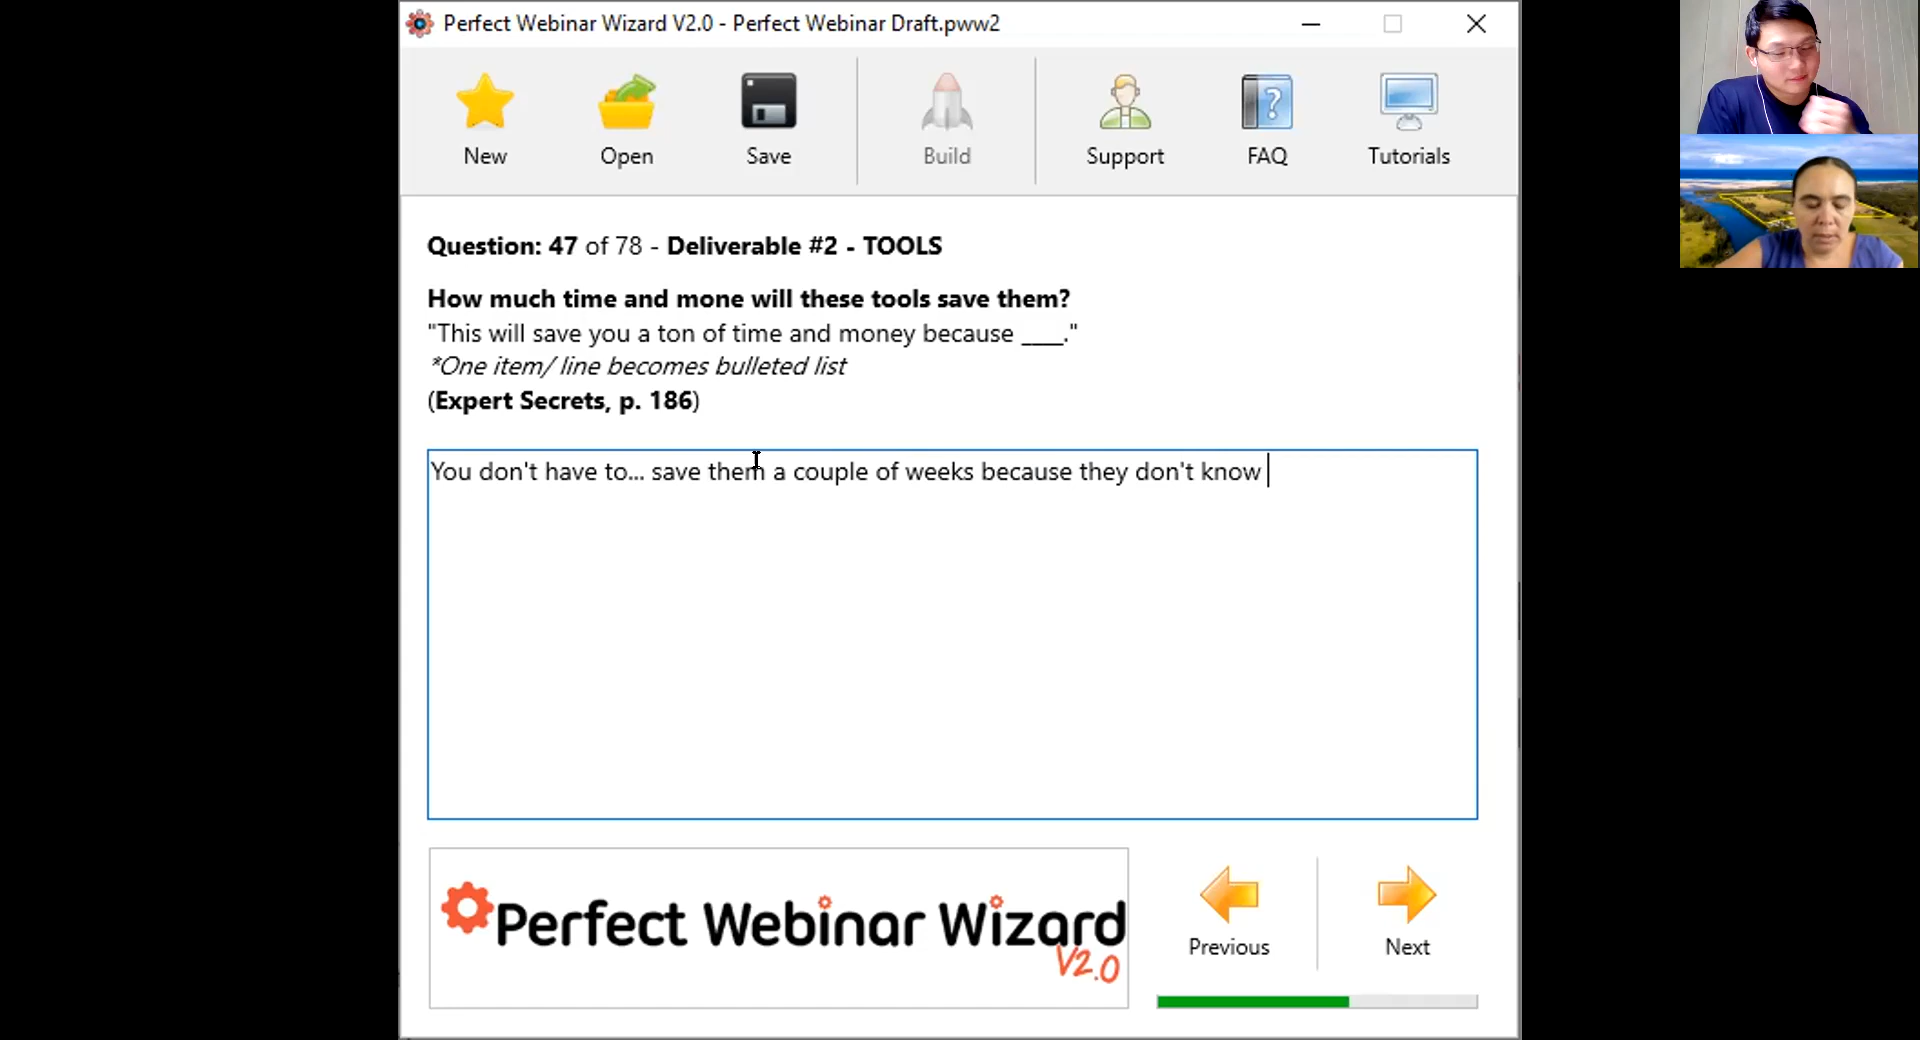 Perfect Webinar Wizard V2.0 - Perfect Webinar Draft.pww2
New Open Save Build Support FAQ Tutorials
Question: 47 of 78 - Deliverable #2 - TOOLS
How much time and mone will these tools save them?
"This will save you a ton of time and money because ____."
*One item/ line becomes bulleted list
(Expert Secrets, p. 186)
You don't have to... save them a couple of weeks because they don't know
Perfect Webinar Wizard
V2.0
Previous Next